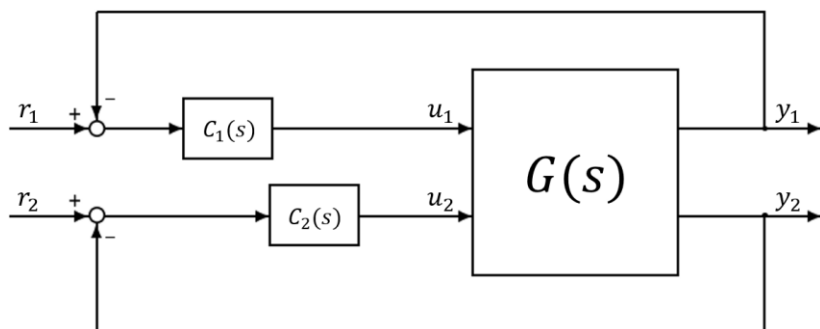 −
r₁ + C₁(s) u₁ y₁
G(s)
r₂ + C₂(s) u₂ y₂
−